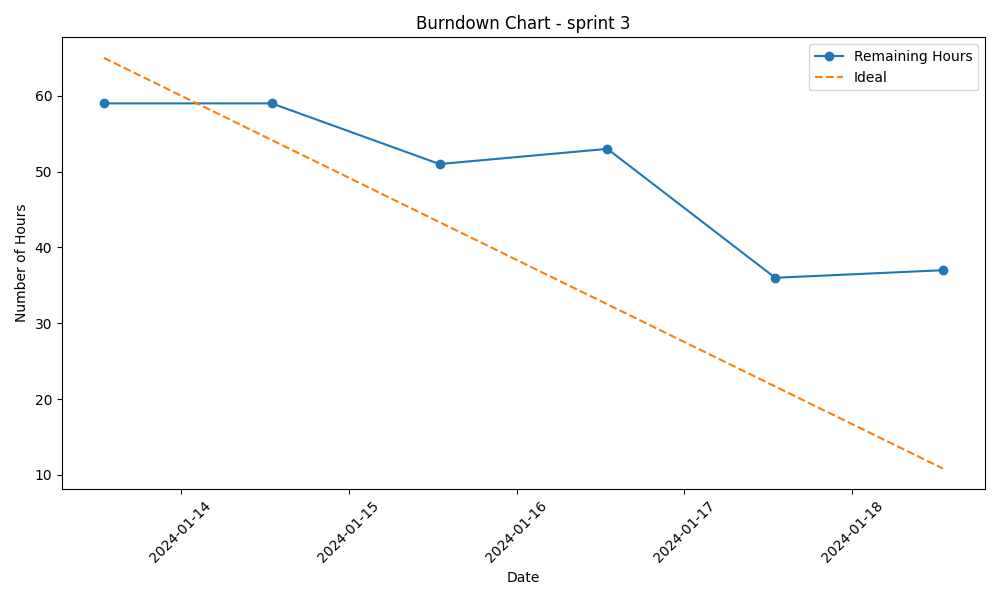 Burndown Chart - sprint 3
Remaining Hours
Ideal
Number of Hours
60
50
40
30
20
10
2024-01-14
2024-01-15
2024-01-16
2024-01-17
2024-01-18
Date